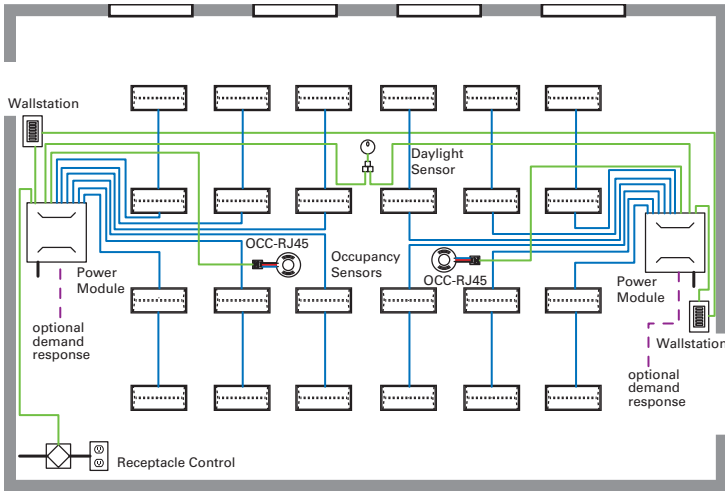 Wallstation
Daylight
Sensor
OCC-RJ45
Occupancy
Sensors
OCC-RJ45
Power
Module
Power
Module
optional
demand
response
Wallstation
optional
demand
response
Receptacle Control